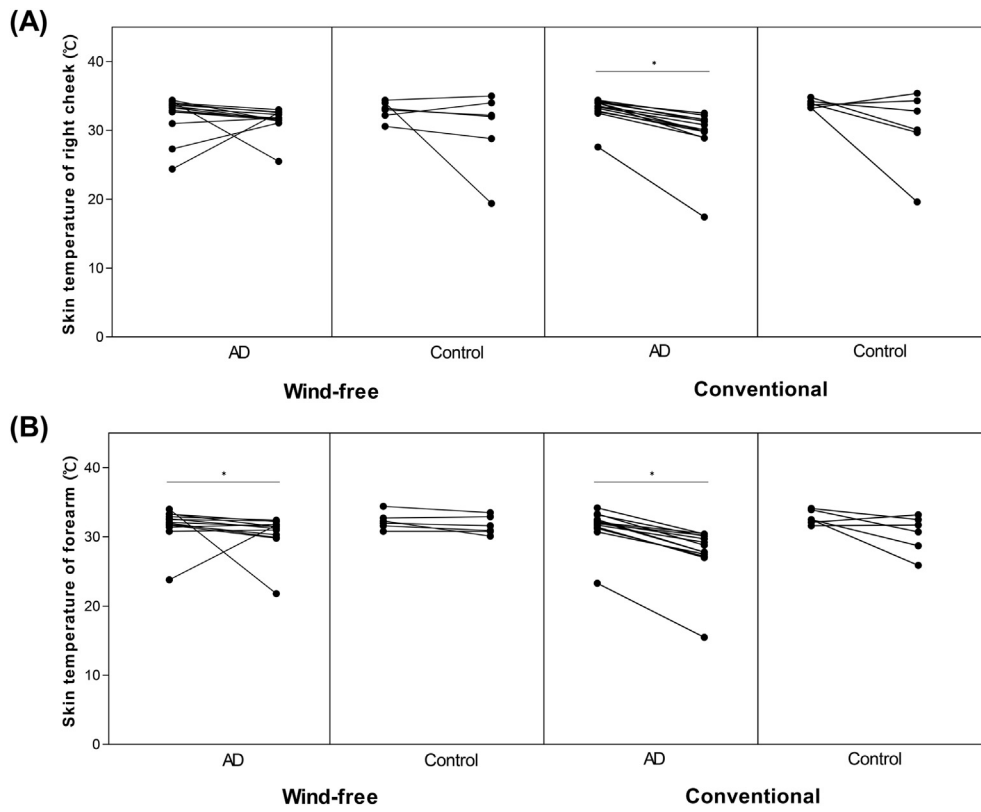 (A)
Skin temperature of right cheek (℃)
40
30
20
10
0
*
AD
Control
AD
Control
Wind-free
Conventional
(B)
Skin temperature of forearm (℃)
40
30
20
10
0
*
*
AD
Control
AD
Control
Wind-free
Conventional